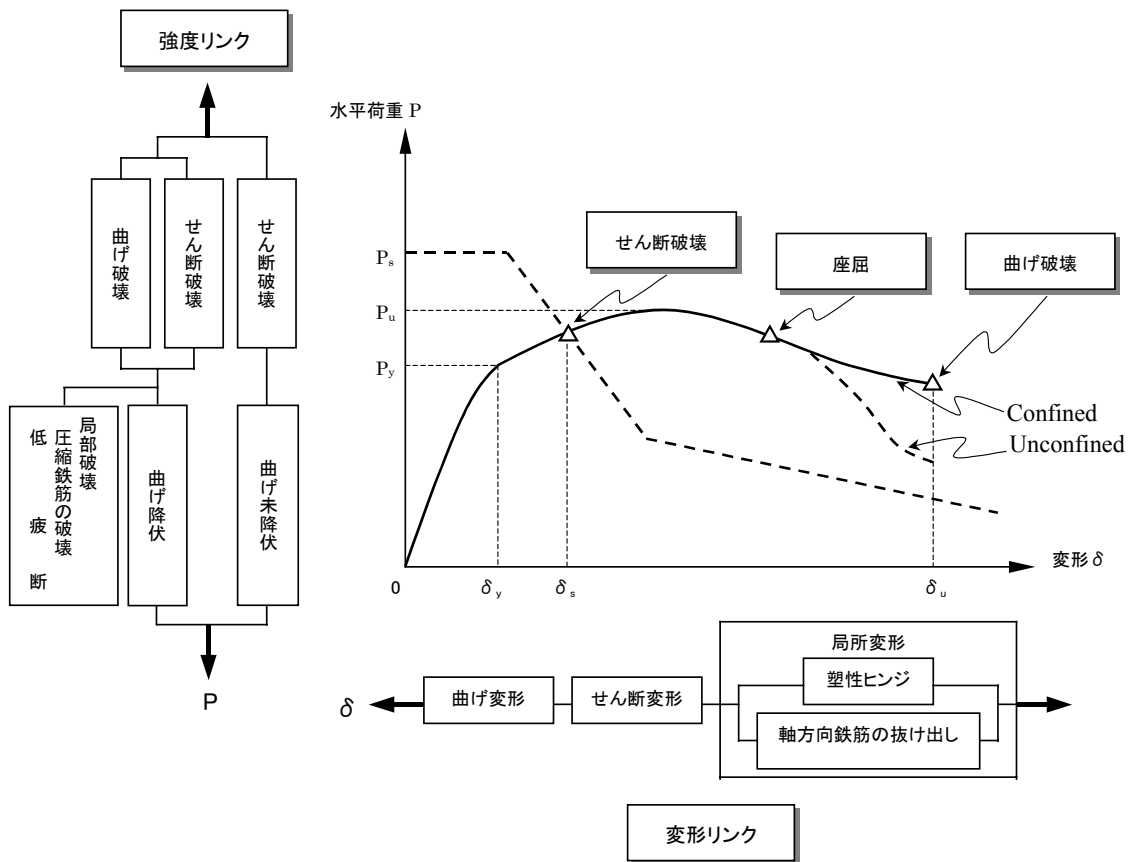 強度リンク
曲げ破壊
せん断破壊
せん断破壊
局部破壊
圧縮鉄筋の破壊
低疲断
曲げ降伏
曲げ未降伏
P
水平荷重 P
Ps
Pu
Py
0
せん断破壊
座屈
曲げ破壊
Confined
Unconfined
変形 δ
δy
δs
δu
δ
曲げ変形
せん断変形
局所変形
塑性ヒンジ
軸方向鉄筋の抜け出し
変形リンク